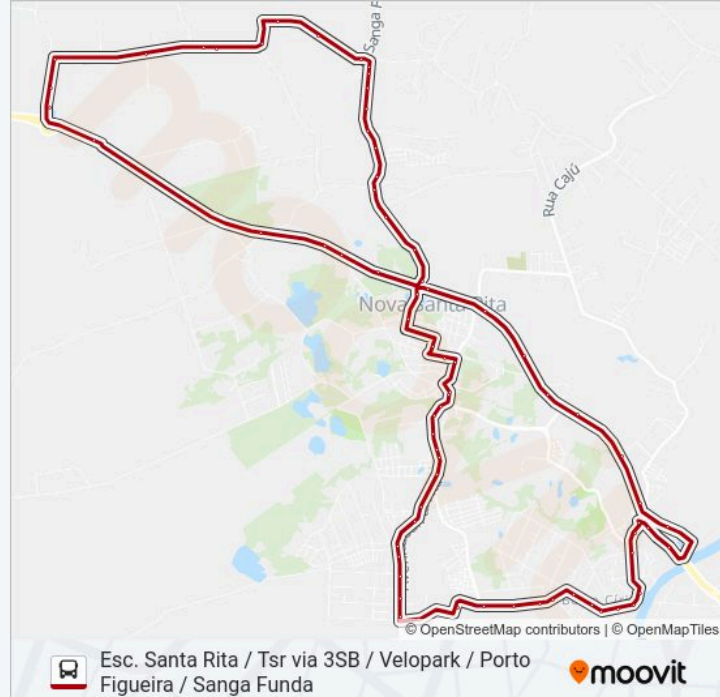 Sanga F
Rua Cajú
Nova Santa Rita
© OpenStreetMap contributors | © OpenMapTiles
Esc. Santa Rita / Tsr via 3SB / Velopark / Porto
Figueira / Sanga Funda
moovit